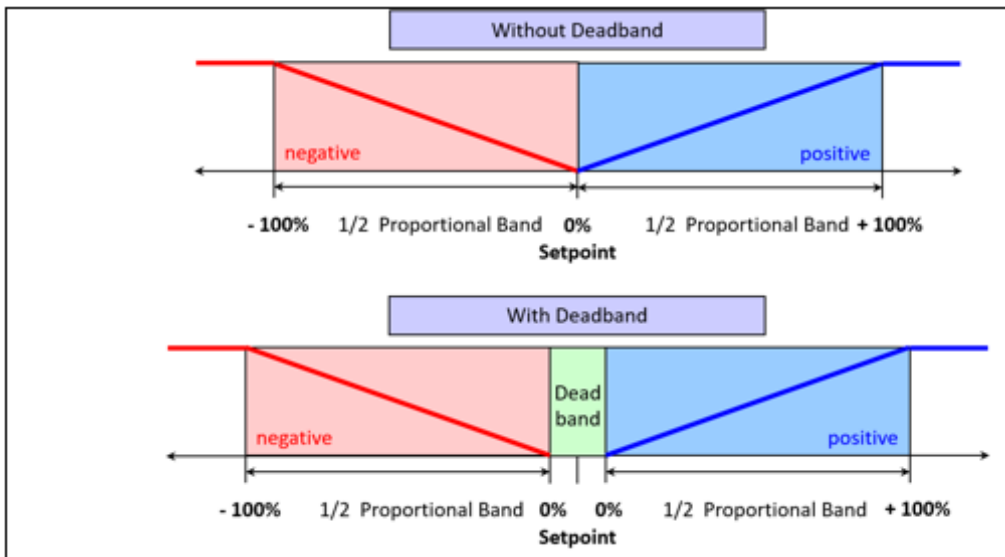 Without Deadband
negative
positive
- 100% 1/2 Proportional Band 0% 1/2 Proportional Band + 100%
Setpoint
With Deadband
Dead
band
negative
positive
- 100% 1/2 Proportional Band 0% 0% 1/2 Proportional Band + 100%
Setpoint